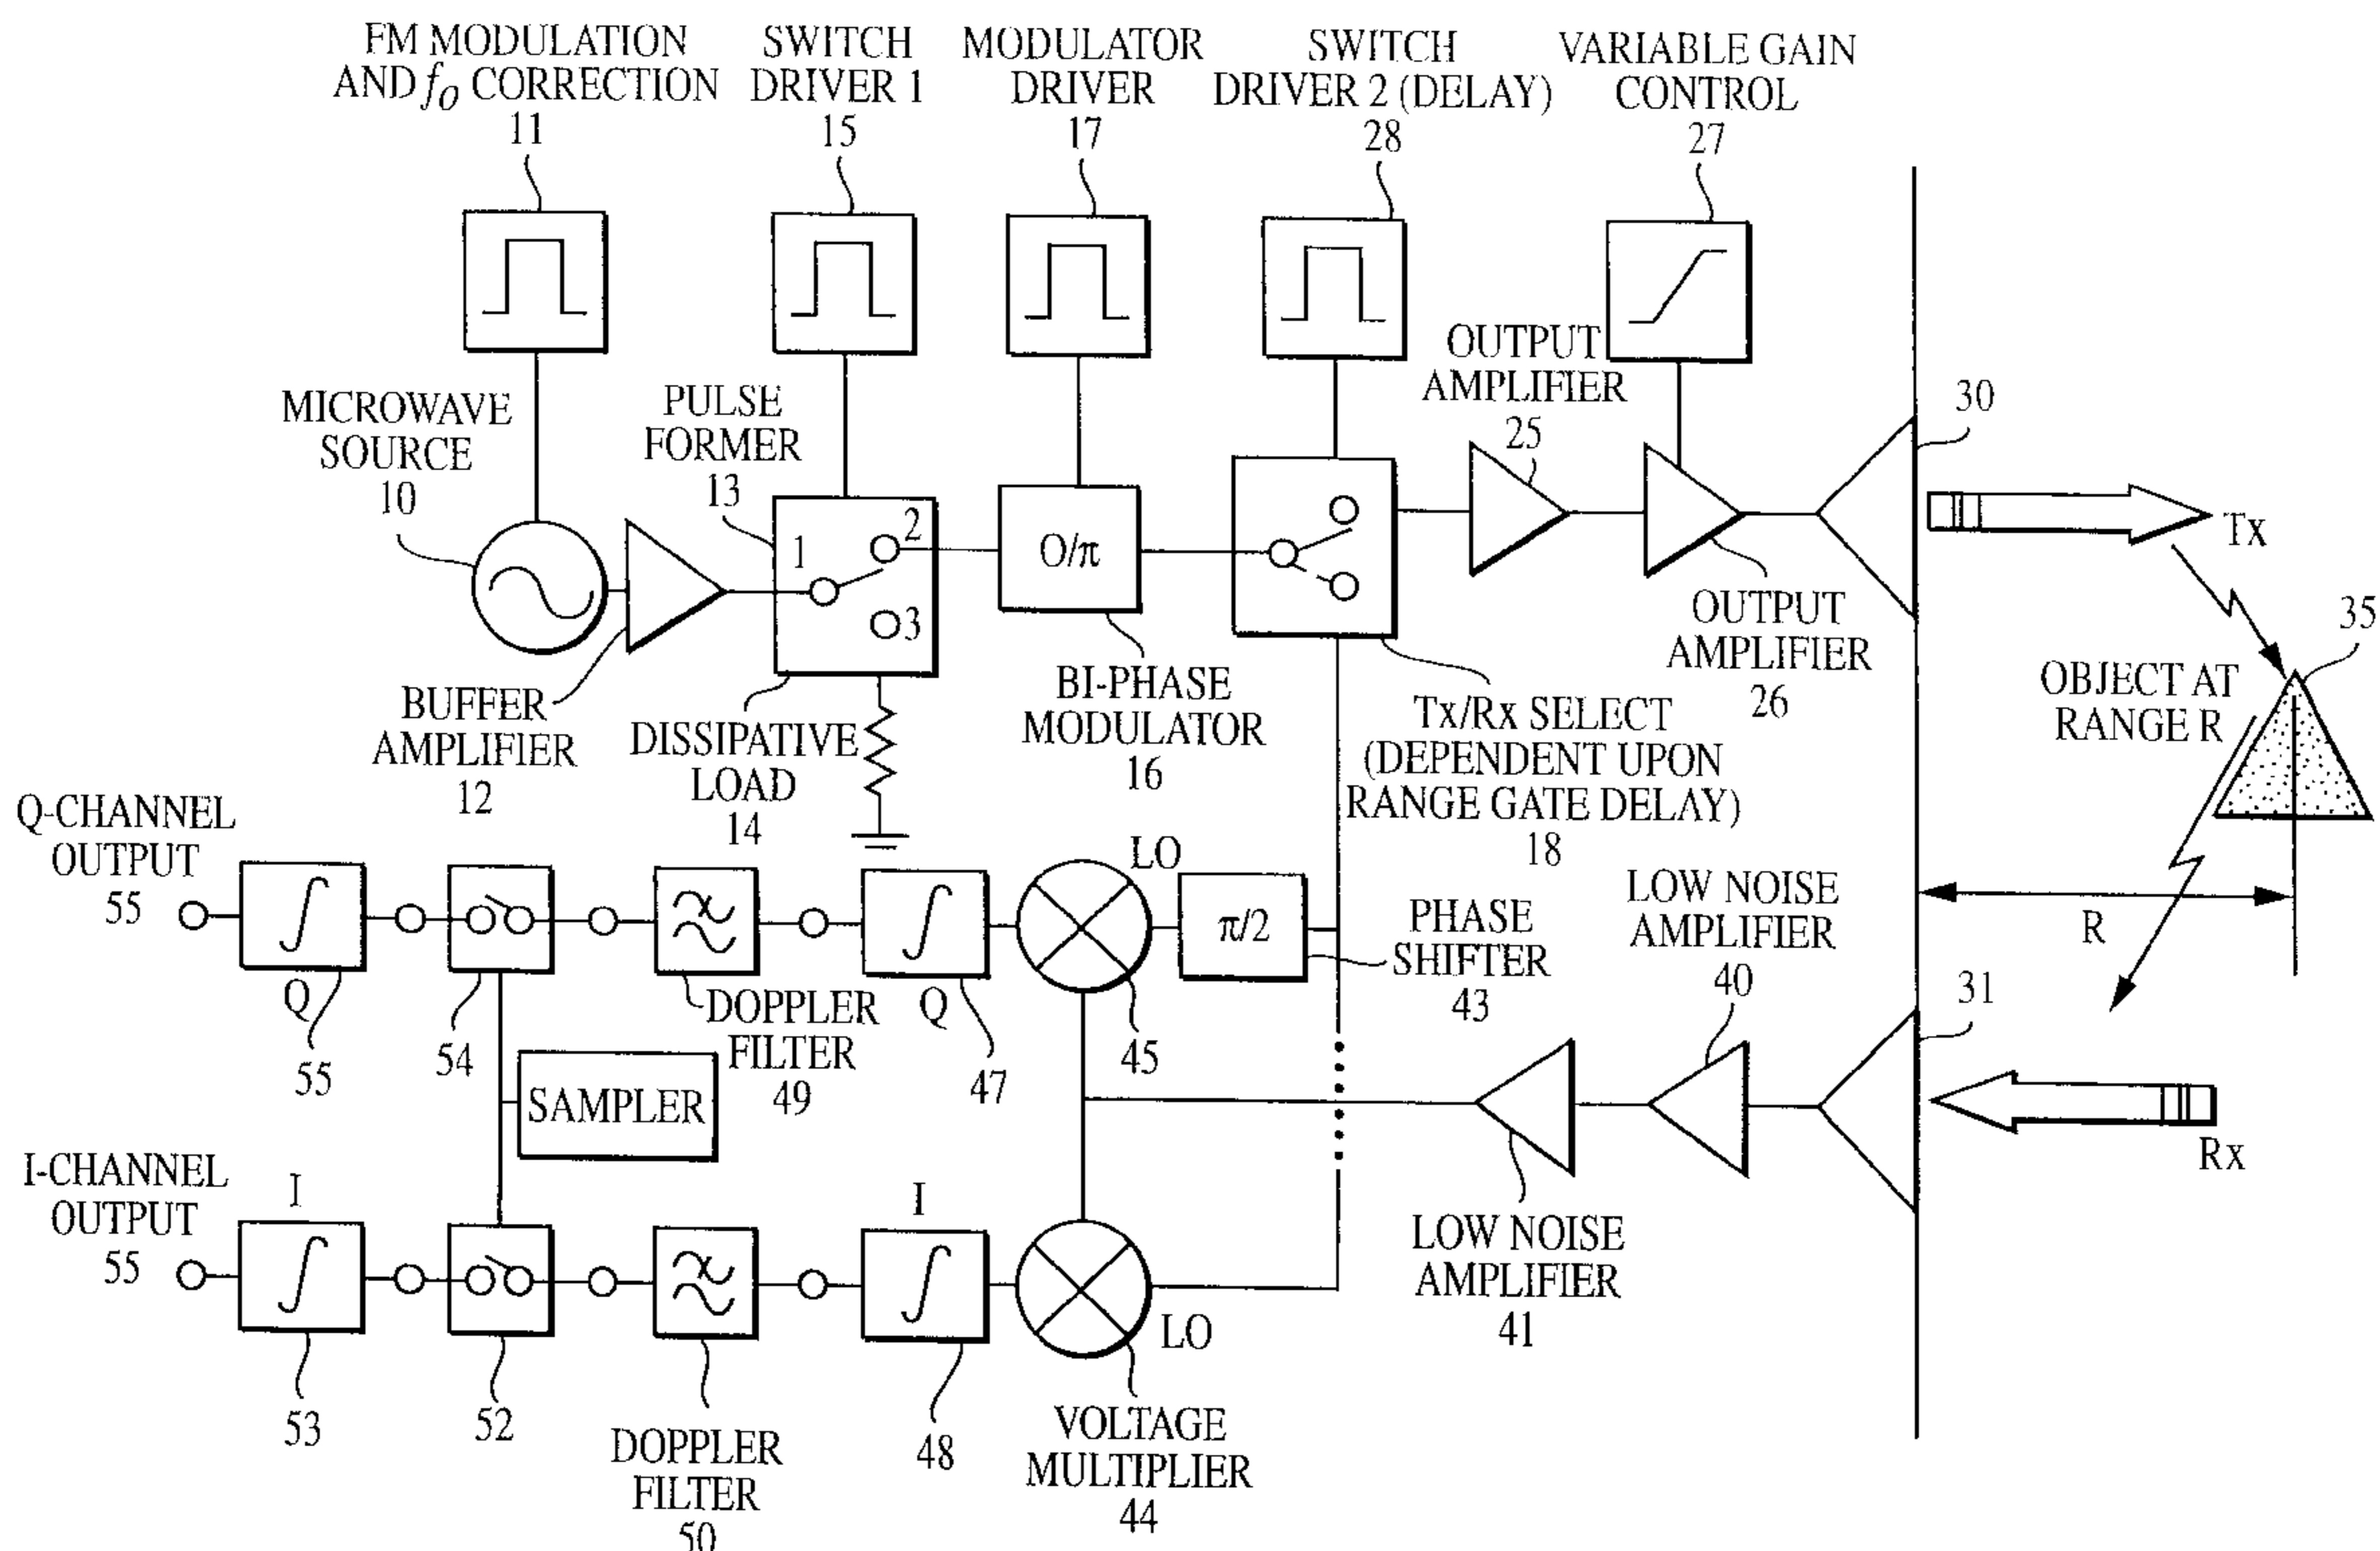 FM MODULATION
AND fO CORRECTION
11
SWITCH
DRIVER 1
15
MODULATOR
DRIVER
17
SWITCH
DRIVER 2 (DELAY)
28
VARIABLE GAIN
CONTROL
27
MICROWAVE
SOURCE
10
PULSE
FORMER
13
1
2
3
O/π
OUTPUT
AMPLIFIER
25
30
Tx
BUFFER
AMPLIFIER
12
DISSIPATIVE
LOAD
14
BI-PHASE
MODULATOR
16
Tx/Rx SELECT
(DEPENDENT UPON
RANGE GATE DELAY)
18
OUTPUT
AMPLIFIER
26
OBJECT AT
RANGE R
35
Q-CHANNEL
OUTPUT
55
Q
55
54
DOPPLER
FILTER
49
Q
47
LO
45
π/2
PHASE
SHIFTER
43
LOW NOISE
AMPLIFIER
40
R
31
SAMPLER
Rx
I-CHANNEL
OUTPUT
55
I
53
52
DOPPLER
FILTER
50
I
48
LO
VOLTAGE
MULTIPLIER
44
LOW NOISE
AMPLIFIER
41